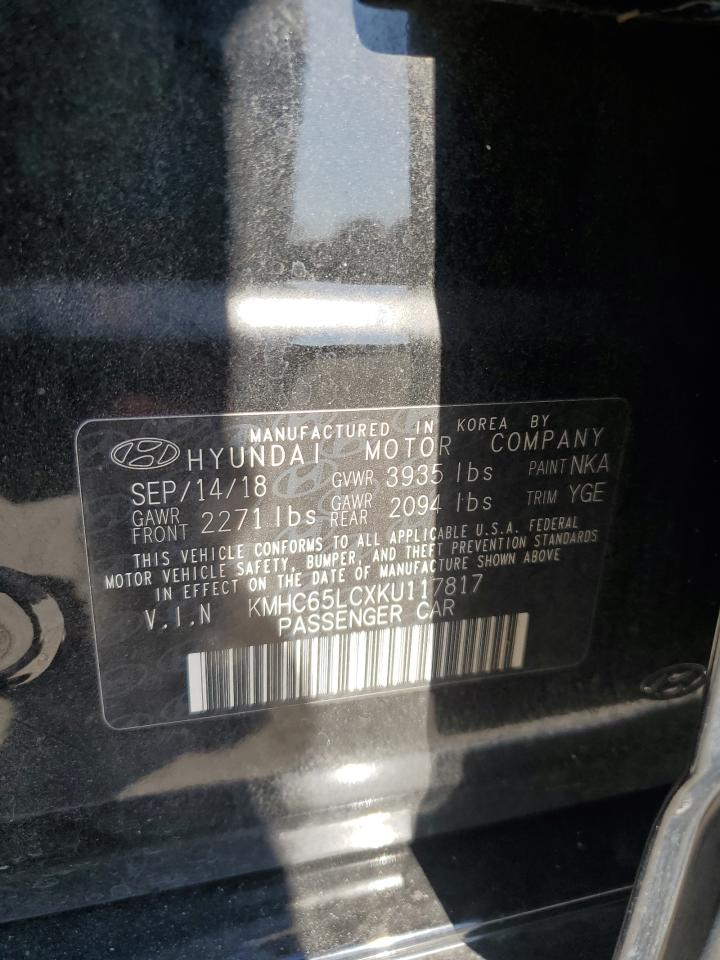 MANUFACTURED IN KOREA BY
HYUNDAI MOTOR COMPANY
SEP/14/18 GVWR 3935 lbs PAINT NKA
GAWR FRONT 2271 lbs GAWR REAR 2094 lbs TRIM YGE
THIS VEHICLE CONFORMS TO ALL APPLICABLE U.S.A. FEDERAL
MOTOR VEHICLE SAFETY, BUMPER, AND THEFT PREVENTION STANDARDS
IN EFFECT ON THE DATE OF MANUFACTURE SHOWN ABOVE
V.I.N KMHC65LCXKU117817
PASSENGER CAR